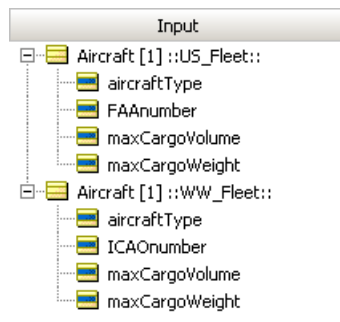 Input
Aircraft [1] ::US_Fleet::
aircraftType
FAAnumber
maxCargoVolume
maxCargoWeight
Aircraft [1] ::WW_Fleet::
aircraftType
ICAOnumber
maxCargoVolume
maxCargoWeight